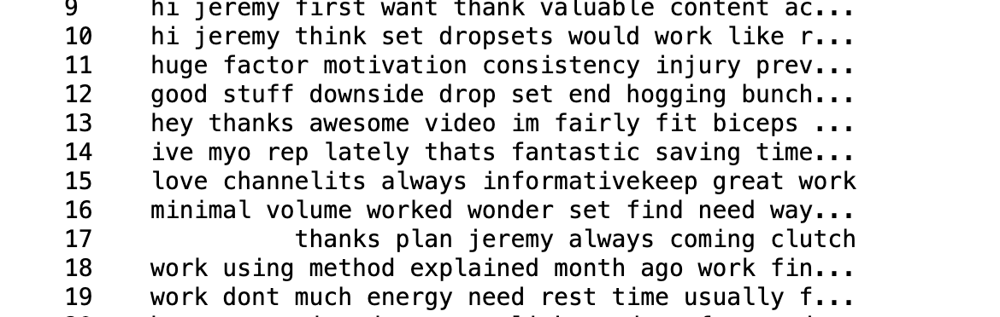 9 hi jeremy first want thank valuable content ac...
10 hi jeremy think set dropsets would work like r...
11 huge factor motivation consistency injury prev...
12 good stuff downside drop set end hogging bunch...
13 hey thanks awesome video im fairly fit biceps ...
14 ive myo rep lately thats fantastic saving time...
15 love channelits always informativekeep great work
16 minimal volume worked wonder set find need way...
17 thanks plan jeremy always coming clutch
18 work using method explained month ago work fin...
19 work dont much energy need rest time usually f...